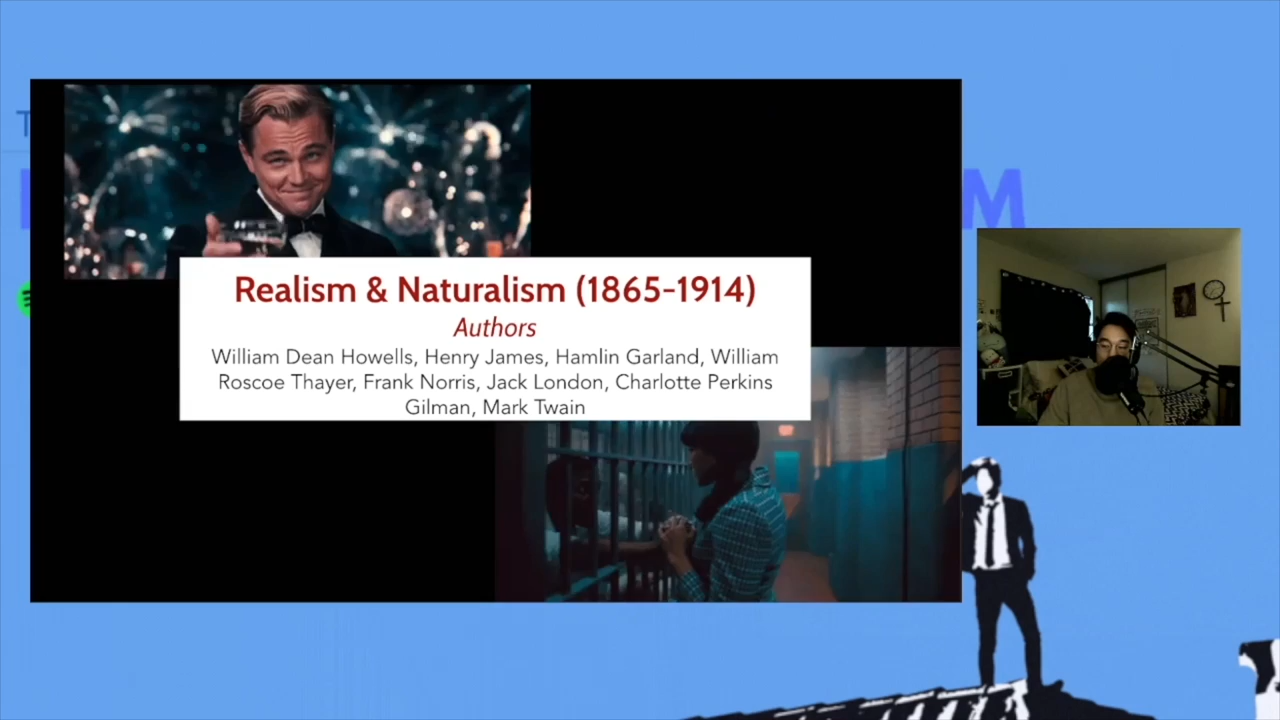 Realism & Naturalism (1865-1914)
Authors
William Dean Howells, Henry James, Hamlin Garland, William
Roscoe Thayer, Frank Norris, Jack London, Charlotte Perkins
Gilman, Mark Twain
T
M